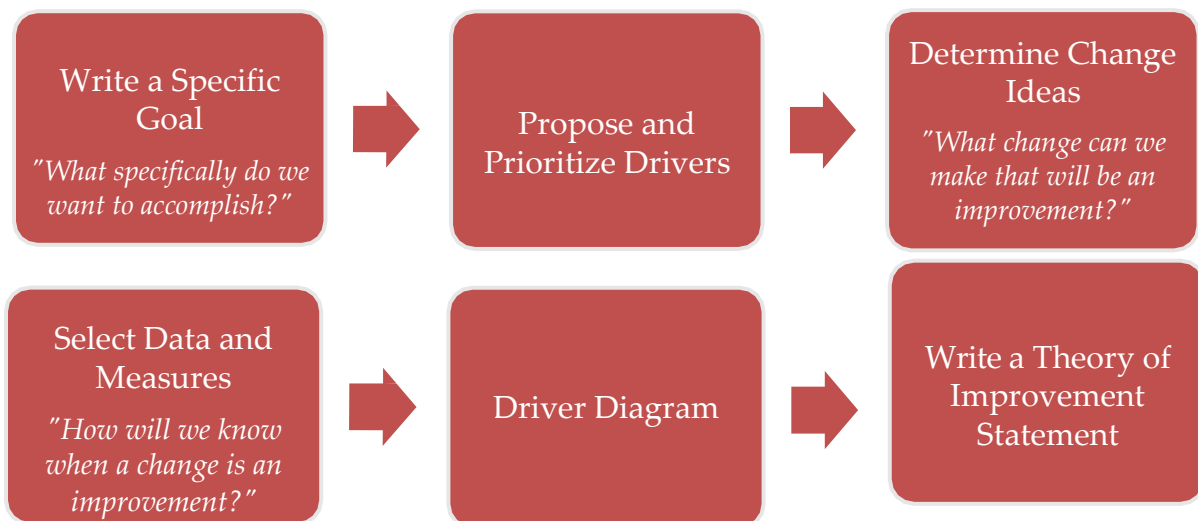 Write a Specific
Goal
"What specifically do we
want to accomplish?"
Propose and
Prioritize Drivers
Determine Change
Ideas
"What change can we
make that will be an
improvement?"
Select Data and
Measures
"How will we know
when a change is an
improvement?"
Driver Diagram
Write a Theory of
Improvement
Statement